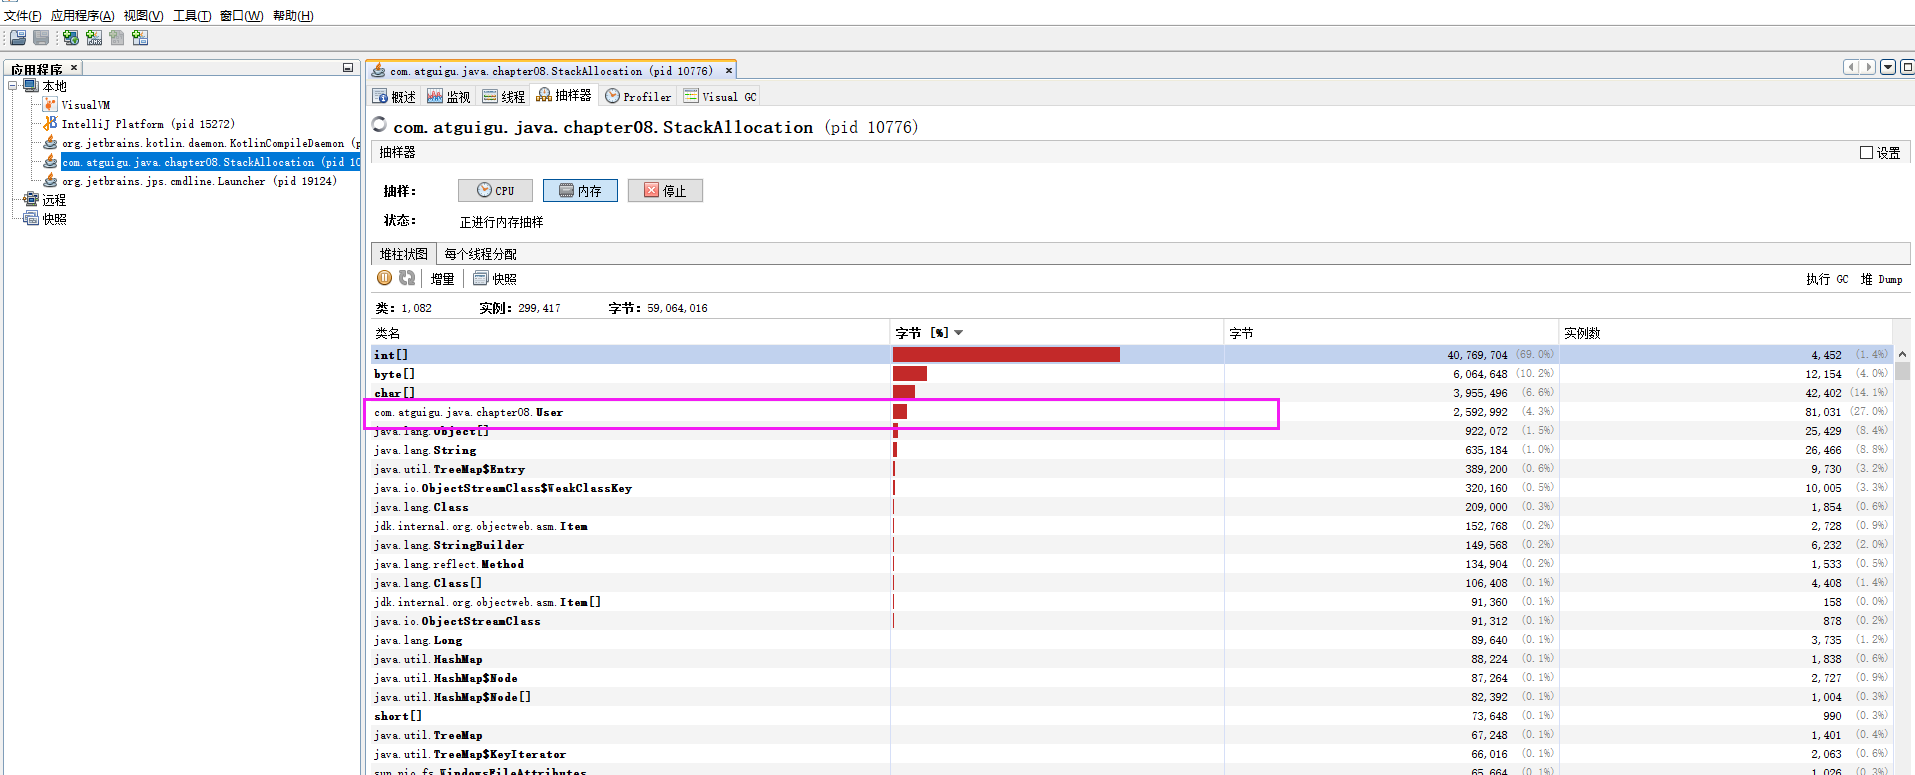 文件(F) 应用程序(A) 视图(V) 工具(T) 窗口(W) 帮助(H)
应用程序 ×
本地
VisualVM
IntelliJ Platform (pid 15272)
org.jetbrains.kotlin.daemon.KotlinCompileDaemon (p
com.atguigu.java.chapter08.StackAllocation (pid 10
org.jetbrains.jps.cmdline.Launcher (pid 19124)
远程
快照
com.atguigu.java.chapter08.StackAllocation (pid 10776) ×
概述 监视 线程 抽样器 Profiler Visual GC
com.atguigu.java.chapter08.StackAllocation (pid 10776)
抽样器 设置
抽样: CPU 内存 停止
状态: 正进行内存抽样
堆柱状图 每个线程分配
增量 快照 执行 GC 堆 Dump
类: 1,082 实例: 299,417 字节: 59,064,016
类名 字节 [%] 字节 实例数
int[] 40,769,704 (69.0%) 4,452 (1.4%)
byte[] 6,064,648 (10.2%) 12,154 (4.0%)
char[] 3,955,496 (6.6%) 42,402 (14.1%)
com.atguigu.java.chapter08.User 2,592,992 (4.3%) 81,031 (27.0%)
java.lang.Object[] 922,072 (1.5%) 25,429 (8.4%)
java.lang.String 635,184 (1.0%) 26,466 (8.8%)
java.util.TreeMap$Entry 389,200 (0.6%) 9,730 (3.2%)
java.io.ObjectStreamClass$WeakClassKey 320,160 (0.5%) 10,005 (3.3%)
java.lang.Class 209,000 (0.3%) 1,854 (0.6%)
jdk.internal.org.objectweb.asm.Item 152,768 (0.2%) 2,728 (0.9%)
java.lang.StringBuilder 149,568 (0.2%) 6,232 (2.0%)
java.lang.reflect.Method 134,904 (0.2%) 1,533 (0.5%)
java.lang.Class[] 106,408 (0.1%) 4,408 (1.4%)
jdk.internal.org.objectweb.asm.Item[] 91,360 (0.1%) 158 (0.0%)
java.io.ObjectStreamClass 91,312 (0.1%) 878 (0.2%)
java.lang.Long 89,640 (0.1%) 3,735 (1.2%)
java.util.HashMap 88,224 (0.1%) 1,838 (0.6%)
java.util.HashMap$Node 87,264 (0.1%) 2,727 (0.9%)
java.util.HashMap$Node[] 82,392 (0.1%) 1,004 (0.3%)
short[] 73,648 (0.1%) 990 (0.3%)
java.util.TreeMap 67,248 (0.1%) 1,401 (0.4%)
java.util.TreeMap$KeyIterator 66,016 (0.1%) 2,063 (0.6%)
sun.nio.fs.WindowsFileAttributes 65,664 (0.1%) 1,026 (0.3%)